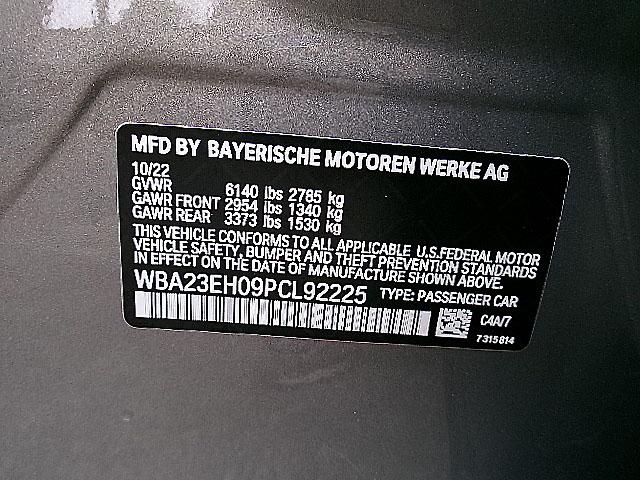 MFD BY BAYERISCHE MOTOREN WERKE AG
10/22
GVWR 6140 lbs 2785 kg
GAWR FRONT 2954 lbs 1340 kg
GAWR REAR 3373 lbs 1530 kg
THIS VEHICLE CONFORMS TO ALL APPLICABLE U.S.FEDERAL MOTOR
VEHICLE SAFETY, BUMPER AND THEFT PREVENTION STANDARDS
IN EFFECT ON THE DATE OF MANUFACTURE SHOWN ABOVE.
WBA23EH09PCL92225 TYPE: PASSENGER CAR
C4A/7
7315814